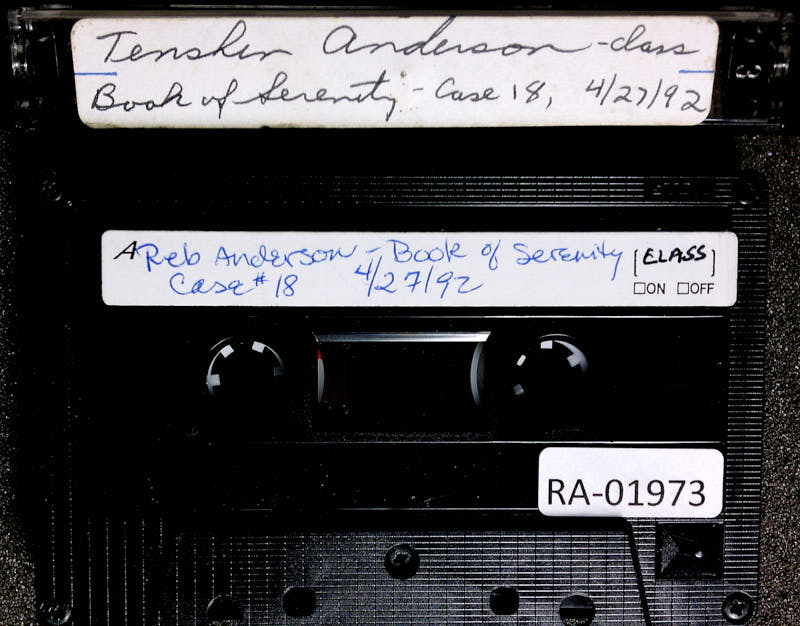 Tenshin Anderson - class
Book of Serenity - Case 18, 4/27/92
A Reb Anderson - Book of Serenity [CLASS]
Case #18 4/27/92
☐ON ☐OFF
RA-01973